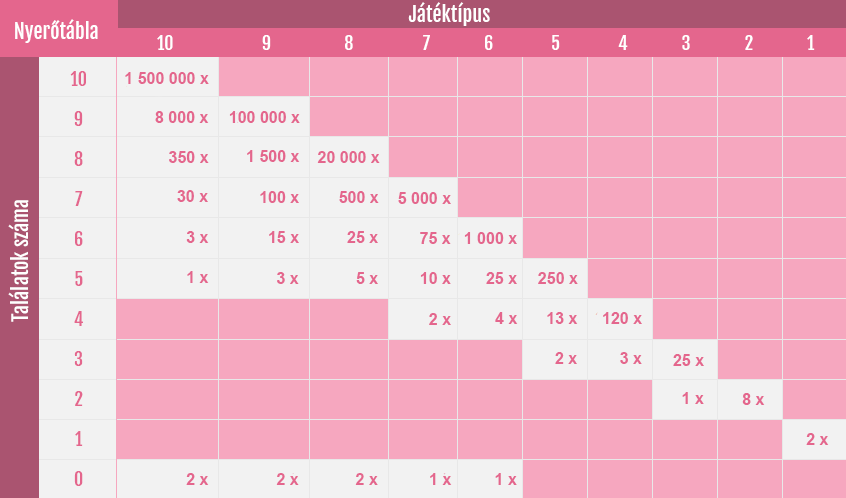 Játéktípus
Nyerőtábla
10 9 8 7 6 5 4 3 2 1
Találatok száma
10 1 500 000 x
9 8 000 x 100 000 x
8 350 x 1 500 x 20 000 x
7 30 x 100 x 500 x 5 000 x
6 3 x 15 x 25 x 75 x 1 000 x
5 1 x 3 x 5 x 10 x 25 x 250 x
4 2 x 4 x 13 x 120 x
3 2 x 3 x 25 x
2 1 x 8 x
1 2 x
0 2 x 2 x 2 x 1 x 1 x